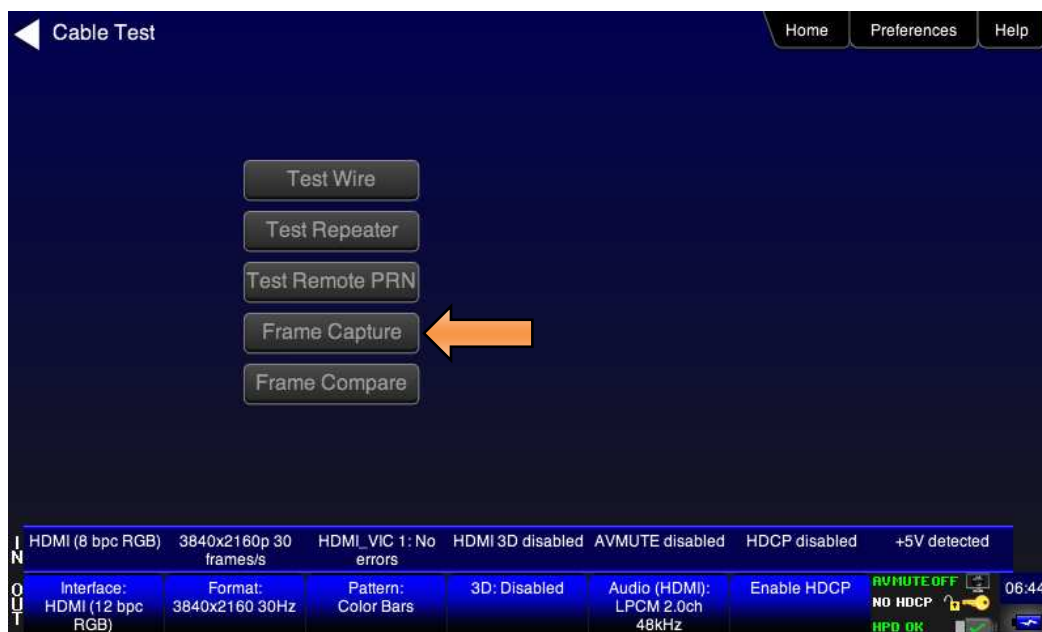 Cable Test
Home
Preferences
Help
Test Wire
Test Repeater
Test Remote PRN
Frame Capture
Frame Compare
IN
HDMI (8 bpc RGB)
3840x2160p 30
frames/s
HDMI_VIC 1: No
errors
HDMI 3D disabled
AVMUTE disabled
HDCP disabled
+5V detected
OUT
Interface:
HDMI (12 bpc
RGB)
Format:
3840x2160 30Hz
Pattern:
Color Bars
3D: Disabled
Audio (HDMI):
LPCM 2.0ch
48kHz
Enable HDCP
AVMUTEOFF
NO HDCP
HPD OK
06:44